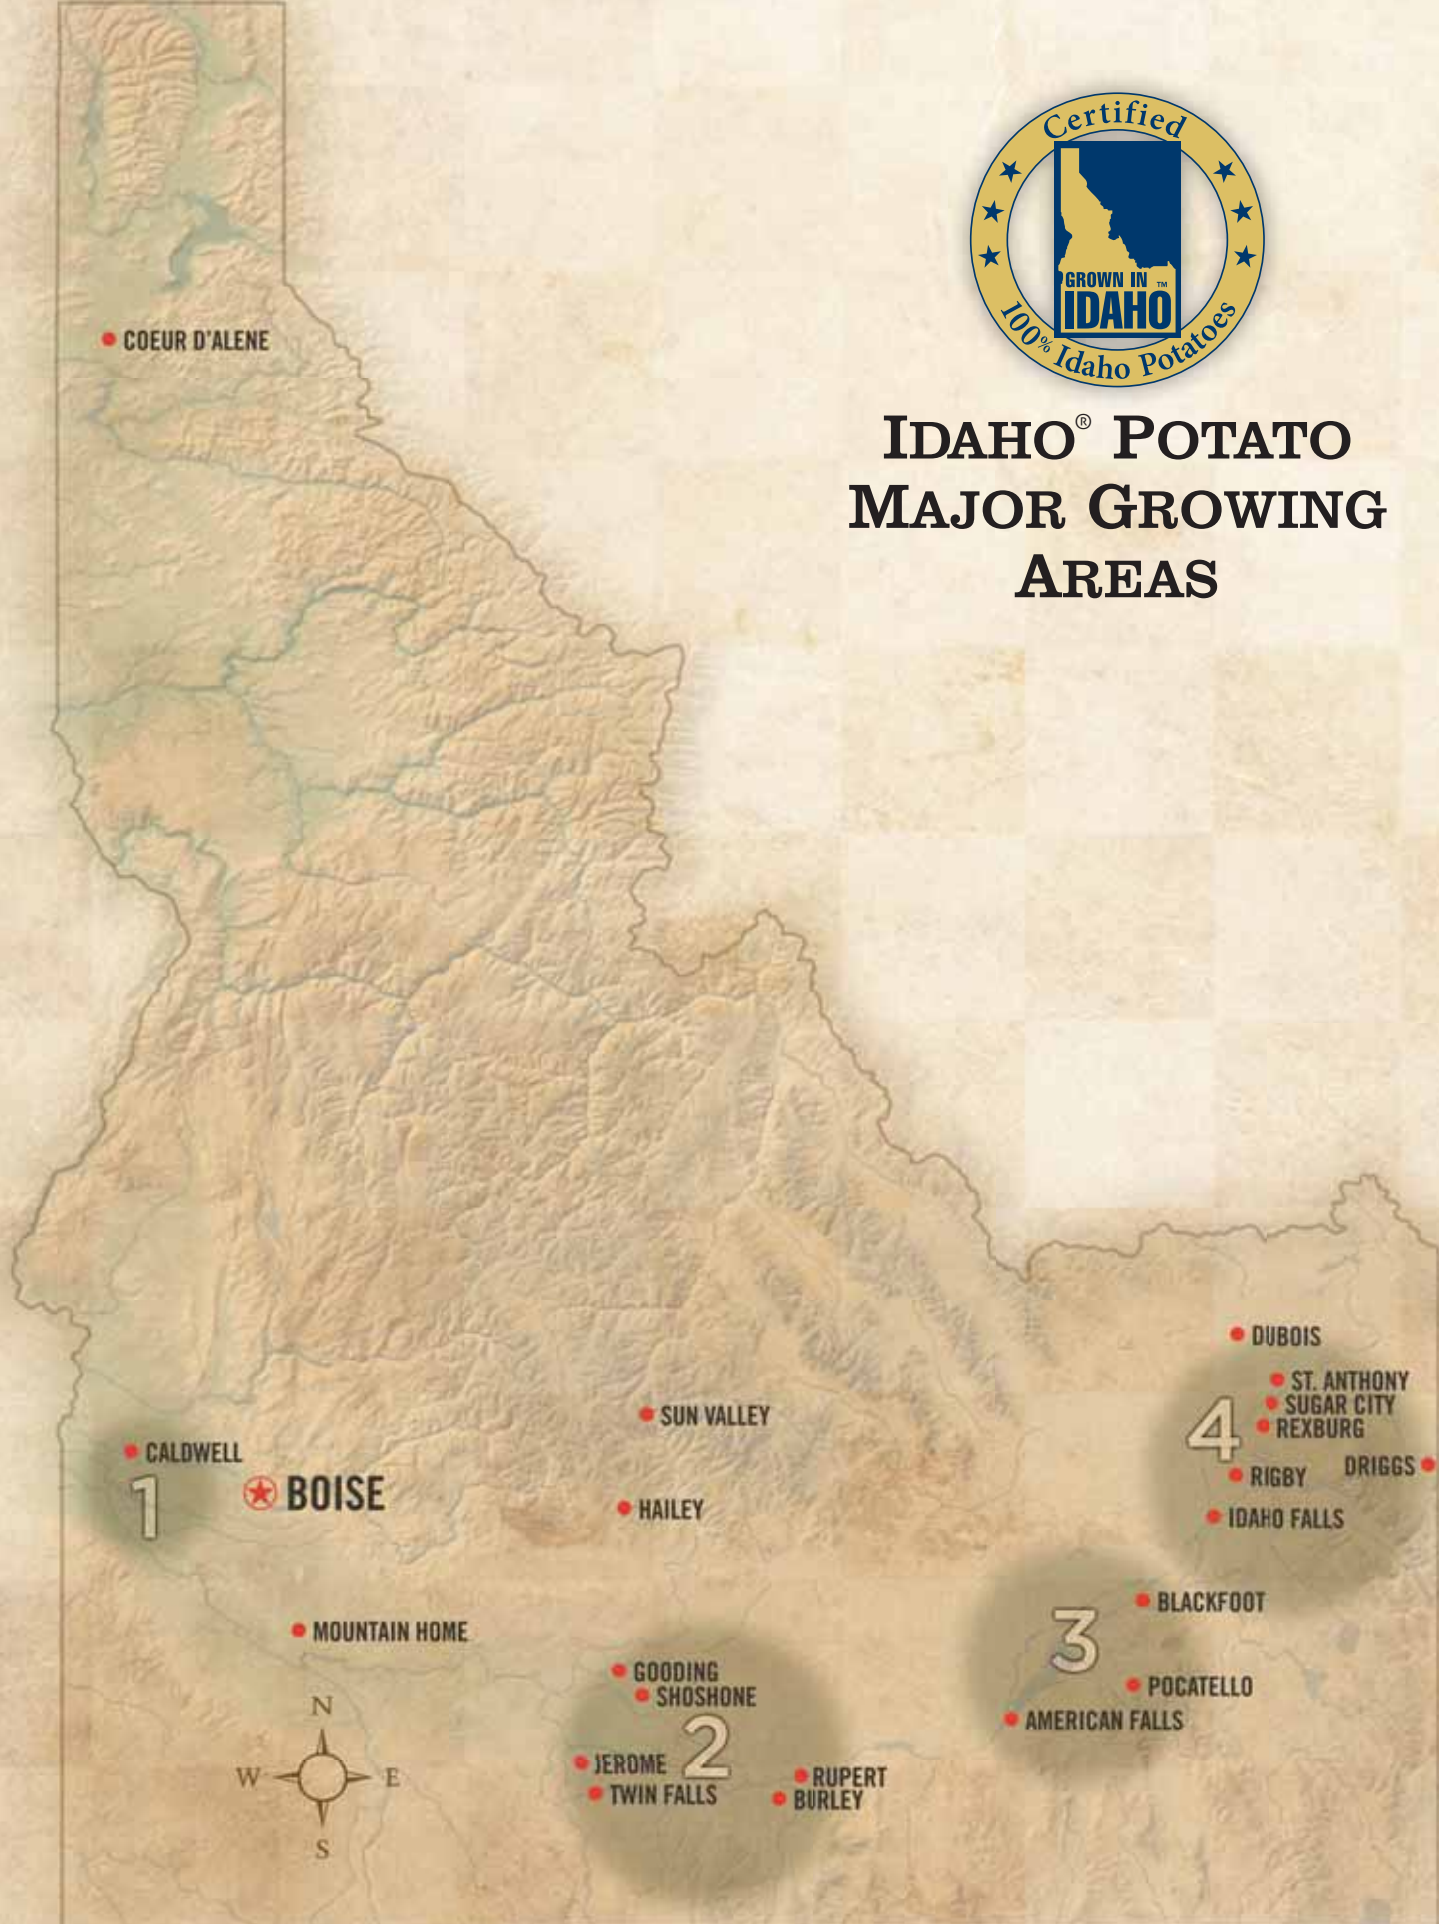 Certified
GROWN IN ™
IDAHO
100% Idaho Potatoes
IDAHO® POTATO
MAJOR GROWING
AREAS
COEUR D'ALENE
DUBOIS
ST. ANTHONY
SUGAR CITY
REXBURG
4
DRIGGS
RIGBY
IDAHO FALLS
SUN VALLEY
CALDWELL
1
BOISE
HAILEY
BLACKFOOT
3
POCATELLO
AMERICAN FALLS
MOUNTAIN HOME
GOODING
SHOSHONE
2
JEROME
TWIN FALLS
RUPERT
BURLEY
N
W E
S